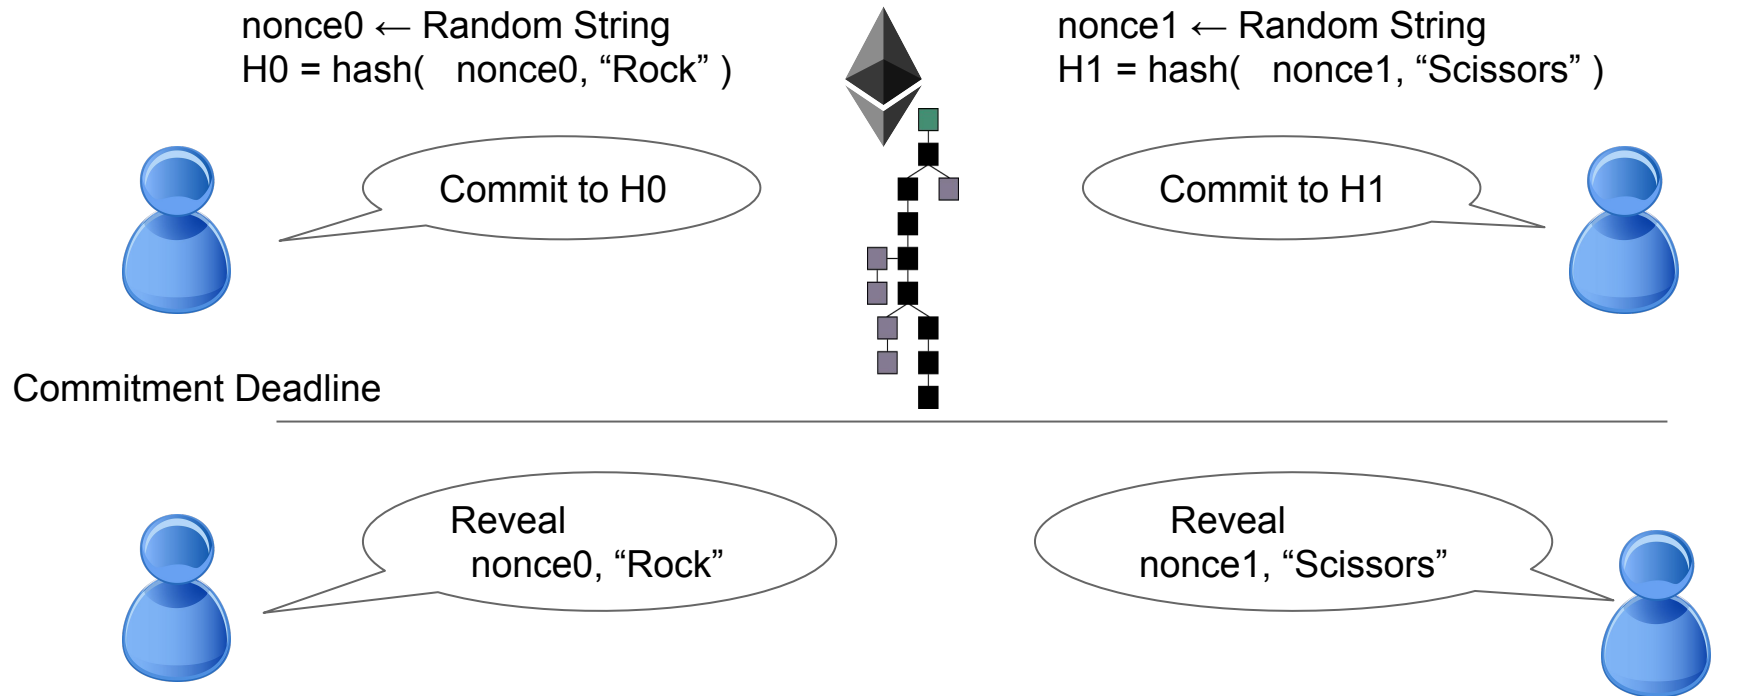 nonce0 ← Random String
H0 = hash( nonce0, “Rock” )
nonce1 ← Random String
H1 = hash( nonce1, “Scissors” )
Commit to H0
Commit to H1
Commitment Deadline
Reveal
nonce0, “Rock”
Reveal
nonce1, “Scissors”